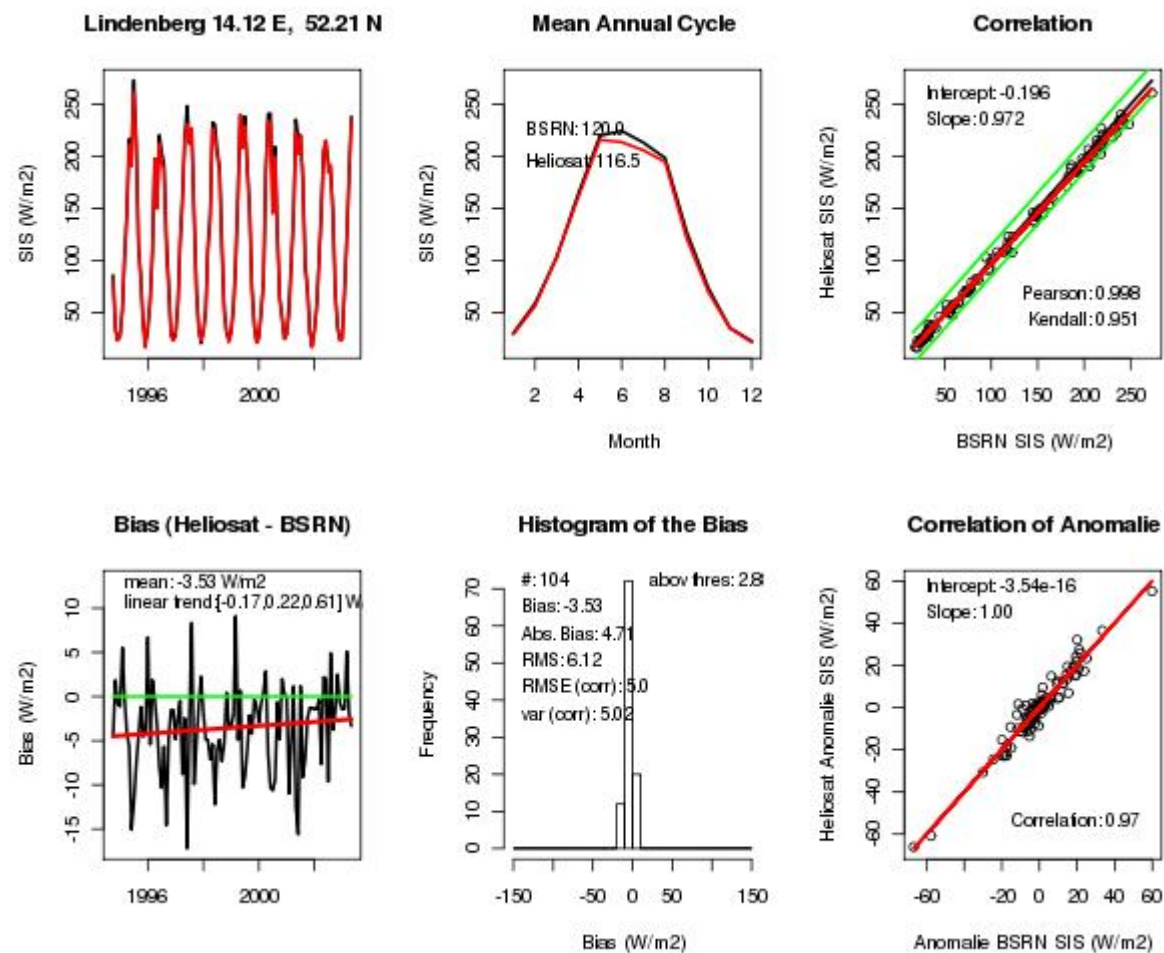 Lindenberg 14.12 E, 52.21 N
SIS (W/m2)
50 100 150 200 250
1996 2000
Mean Annual Cycle
BSRN: 120.0
Heliosat 116.5
SIS (W/m2)
50 100 150 200 250
2 4 6 8 10 12
Month
Correlation
Intercept: -0.196
Slope: 0.972
Pearson: 0.998
Kendall: 0.951
Heliosat SIS (W/m2)
50 100 150 200 250
50 100 150 200 250
BSRN SIS (W/m2)
Bias (Heliosat - BSRN)
mean: -3.53 W/m2
linear trend:[-0.17,0.22,0.61] W
Bias (W/m2)
-15 -10 -5 0 5 10
1996 2000
Histogram of the Bias
#: 104
abov thres: 2.8
Bias: -3.53
Abs. Bias: 4.71
RMS: 6.12
RMSE (corr): 5.0
var (corr): 5.02
Frequency
0 10 20 30 40 50 60 70
-150 -50 0 50 150
Bias (W/m2)
Correlation of Anomalie
Intercept: -3.54e-16
Slope: 1.00
Correlation: 0.97
Heliosat Anomalie SIS (W/m2)
-60 -40 -20 0 20 40 60
-60 -40 -20 0 20 40 60
Anomalie BSRN SIS (W/m2)